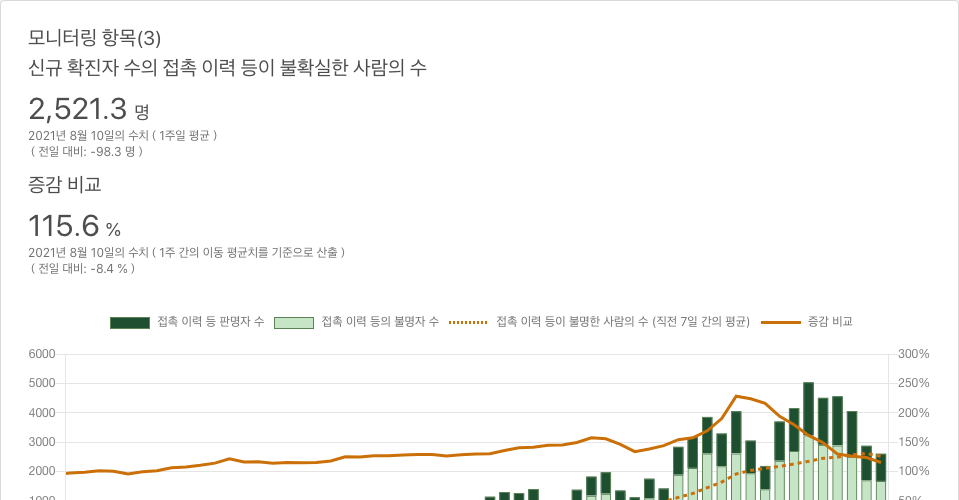 모니터링 항목(3)
신규 확진자 수의 접촉 이력 등이 불확실한 사람의 수
2,521.3 명
2021년 8월 10일의 수치 ( 1주일 평균 )
( 전일 대비: -98.3 명 )
증감 비교
115.6 %
2021년 8월 10일의 수치 ( 1주 간의 이동 평균치를 기준으로 산출 )
( 전일 대비: -8.4 % )
접촉 이력 등 판명자 수 접촉 이력 등의 불명자 수 접촉 이력 등이 불명한 사람의 수 (직전 7일 간의 평균) 증감 비교
6000 300%
5000 250%
4000 200%
3000 150%
2000 100%
1000 50%